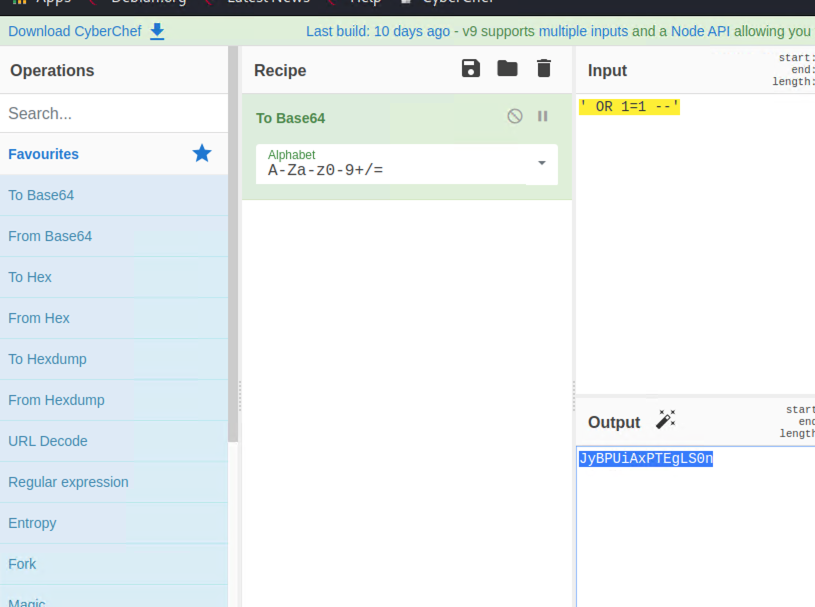 Apps Debian.org Latest News Help CyberChef
Download CyberChef
Last build: 10 days ago - v9 supports multiple inputs and a Node API allowing you
Operations
Search...
Favourites
To Base64
From Base64
To Hex
From Hex
To Hexdump
From Hexdump
URL Decode
Regular expression
Entropy
Fork
Magic
Recipe
To Base64
Alphabet
A-Za-z0-9+/=
Input
start:
end:
length:
' OR 1=1 --'
Output
start
end
length
JyBPUiAxPTEgLS0n